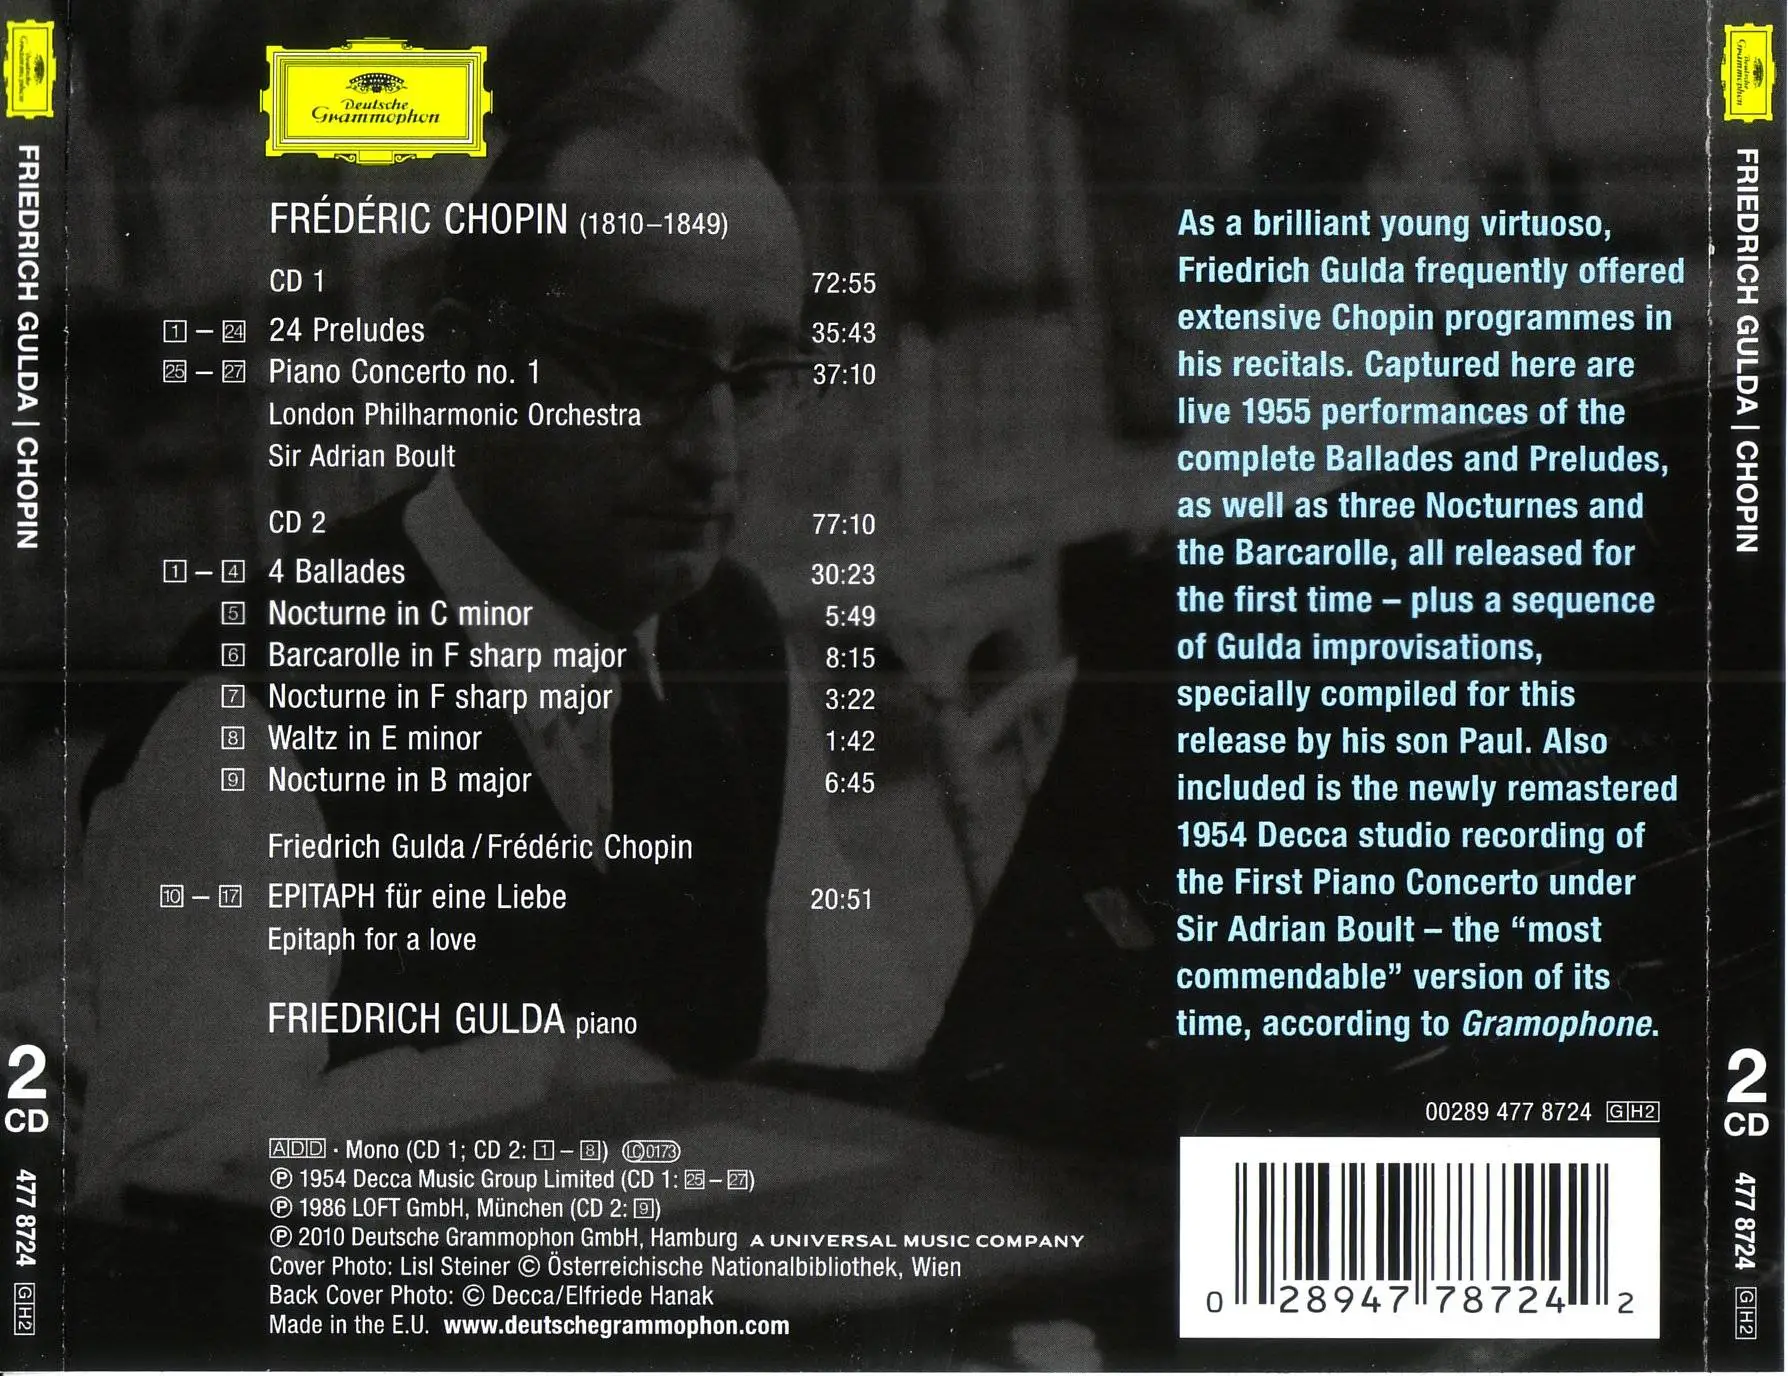 Deutsche
Grammophon
FRIEDRICH GULDA | CHOPIN
2
CD
477 8724 GH2
Deutsche
Grammophon
FRÉDÉRIC CHOPIN (1810–1849)
CD 1 72:55
1 – 24 24 Preludes 35:43
25 – 27 Piano Concerto no. 1 37:10
London Philharmonic Orchestra
Sir Adrian Boult
CD 2 77:10
1 – 4 4 Ballades 30:23
5 Nocturne in C minor 5:49
6 Barcarolle in F sharp major 8:15
7 Nocturne in F sharp major 3:22
8 Waltz in E minor 1:42
9 Nocturne in B major 6:45
Friedrich Gulda / Frédéric Chopin
10 – 17 EPITAPH für eine Liebe 20:51
Epitaph for a love
FRIEDRICH GULDA piano
ADD · Mono (CD 1; CD 2: 1 – 8) LC 0173
℗ 1954 Decca Music Group Limited (CD 1: 25 – 27)
℗ 1986 LOFT GmbH, München (CD 2: 9)
℗ 2010 Deutsche Grammophon GmbH, Hamburg A UNIVERSAL MUSIC COMPANY
Cover Photo: Lisl Steiner © Österreichische Nationalbibliothek, Wien
Back Cover Photo: © Decca/Elfriede Hanak
Made in the E.U. www.deutschegrammophon.com
As a brilliant young virtuoso,
Friedrich Gulda frequently offered
extensive Chopin programmes in
his recitals. Captured here are
live 1955 performances of the
complete Ballades and Preludes,
as well as three Nocturnes and
the Barcarolle, all released for
the first time – plus a sequence
of Gulda improvisations,
specially compiled for this
release by his son Paul. Also
included is the newly remastered
1954 Decca studio recording of
the First Piano Concerto under
Sir Adrian Boult – the “most
commendable” version of its
time, according to Gramophone.
00289 477 8724 GH2
0 28947 78724 2
Deutsche
Grammophon
FRIEDRICH GULDA | CHOPIN
2
CD
477 8724 GH2